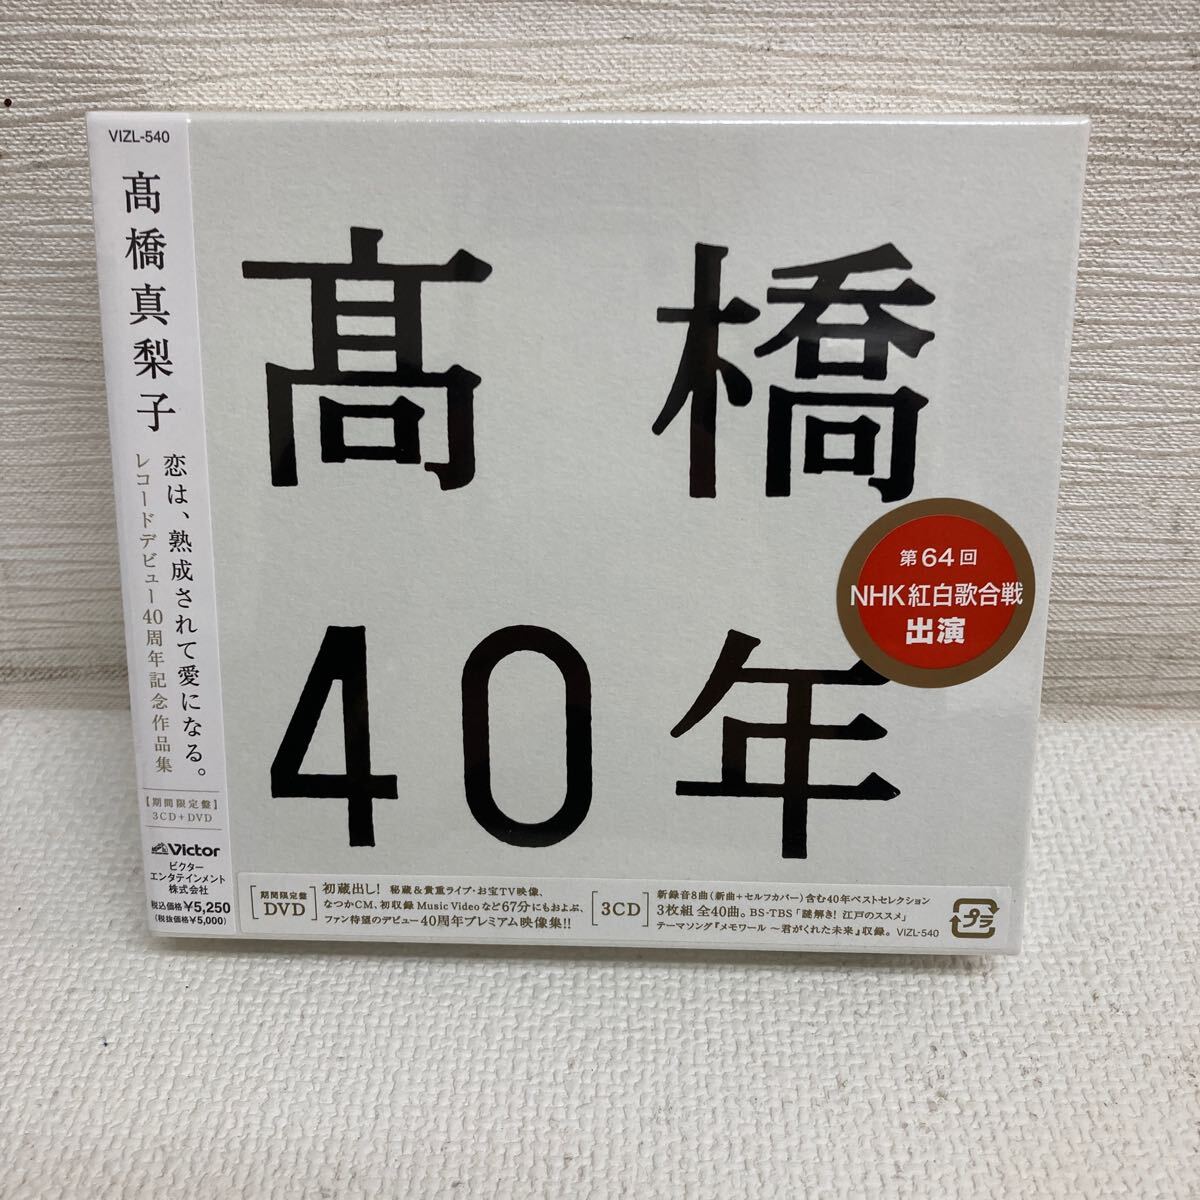 VIZL-540
髙橋真梨子
恋は、熟成されて愛になる。
レコードデビュー40周年記念作品集
【期間限定盤】
3CD+DVD
Victor
ビクター
エンタテインメント
株式会社
税込価格¥5,250
(税抜価格¥5,000)
髙 橋
40年
第64回
NHK紅白歌合戦
出演
期間限定盤
DVD
初蔵出し! 秘蔵&貴重ライブ・お宝TV映像、
なつかCM、初収録 Music Videoなど67分にもおよぶ、
ファン待望のデビュー40周年プレミアム映像集!!
3CD
新録音8曲(新曲+セルフカバー)含む40年ベストセレクション
3枚組 全40曲。BS-TBS「謎解き! 江戸のススメ」
テーマソング『メモワール ～君がくれた未来』収録。 VIZL-540
プラ